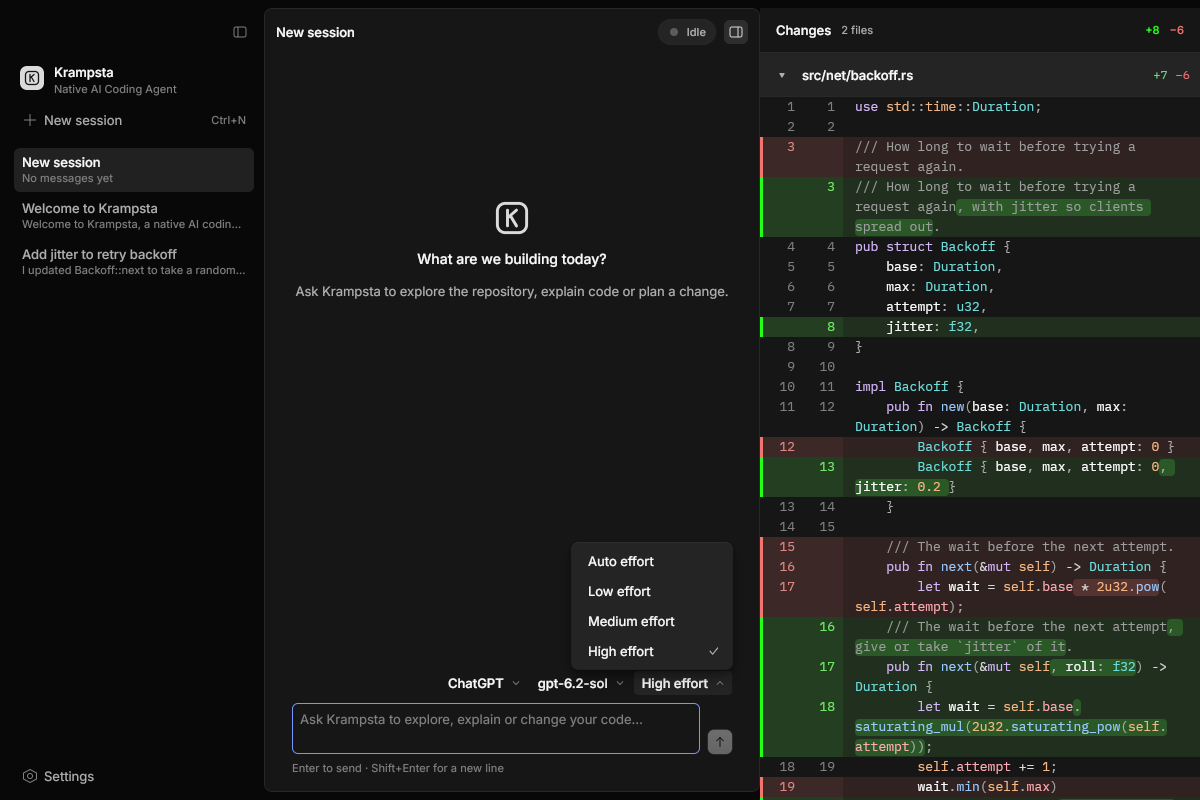 Krampsta
Native AI Coding Agent
New session
Ctrl+N
New session
No messages yet
Welcome to Krampsta
Welcome to Krampsta, a native AI codin...
Add jitter to retry backoff
I updated Backoff::next to take a random...
Settings
New session
Idle
K
What are we building today?
Ask Krampsta to explore the repository, explain code or plan a change.
Auto effort
Low effort
Medium effort
High effort
ChatGPT
gpt-6.2-sol
High effort
Ask Krampsta to explore, explain or change your code...
Enter to send · Shift+Enter for a new line
Changes 2 files +8 −6
src/net/backoff.rs +7 −6
1 1 use std::time::Duration;
2 2
3 /// How long to wait before trying a
request again.
3 /// How long to wait before trying a
request again, with jitter so clients
spread out.
4 4 pub struct Backoff {
5 5 base: Duration,
6 6 max: Duration,
7 7 attempt: u32,
8 jitter: f32,
8 9 }
9 10
10 11 impl Backoff {
11 12 pub fn new(base: Duration, max:
Duration) -> Backoff {
12 Backoff { base, max, attempt: 0 }
13 Backoff { base, max, attempt: 0,
jitter: 0.2 }
13 14 }
14 15
15 /// The wait before the next attempt.
16 pub fn next(&mut self) -> Duration {
17 let wait = self.base * 2u32.pow(
self.attempt);
16 /// The wait before the next attempt,
give or take `jitter` of it.
17 pub fn next(&mut self, roll: f32) ->
Duration {
18 let wait = self.base.
saturating_mul(2u32.saturating_pow(self.
attempt));
18 19 self.attempt += 1;
19 wait.min(self.max)